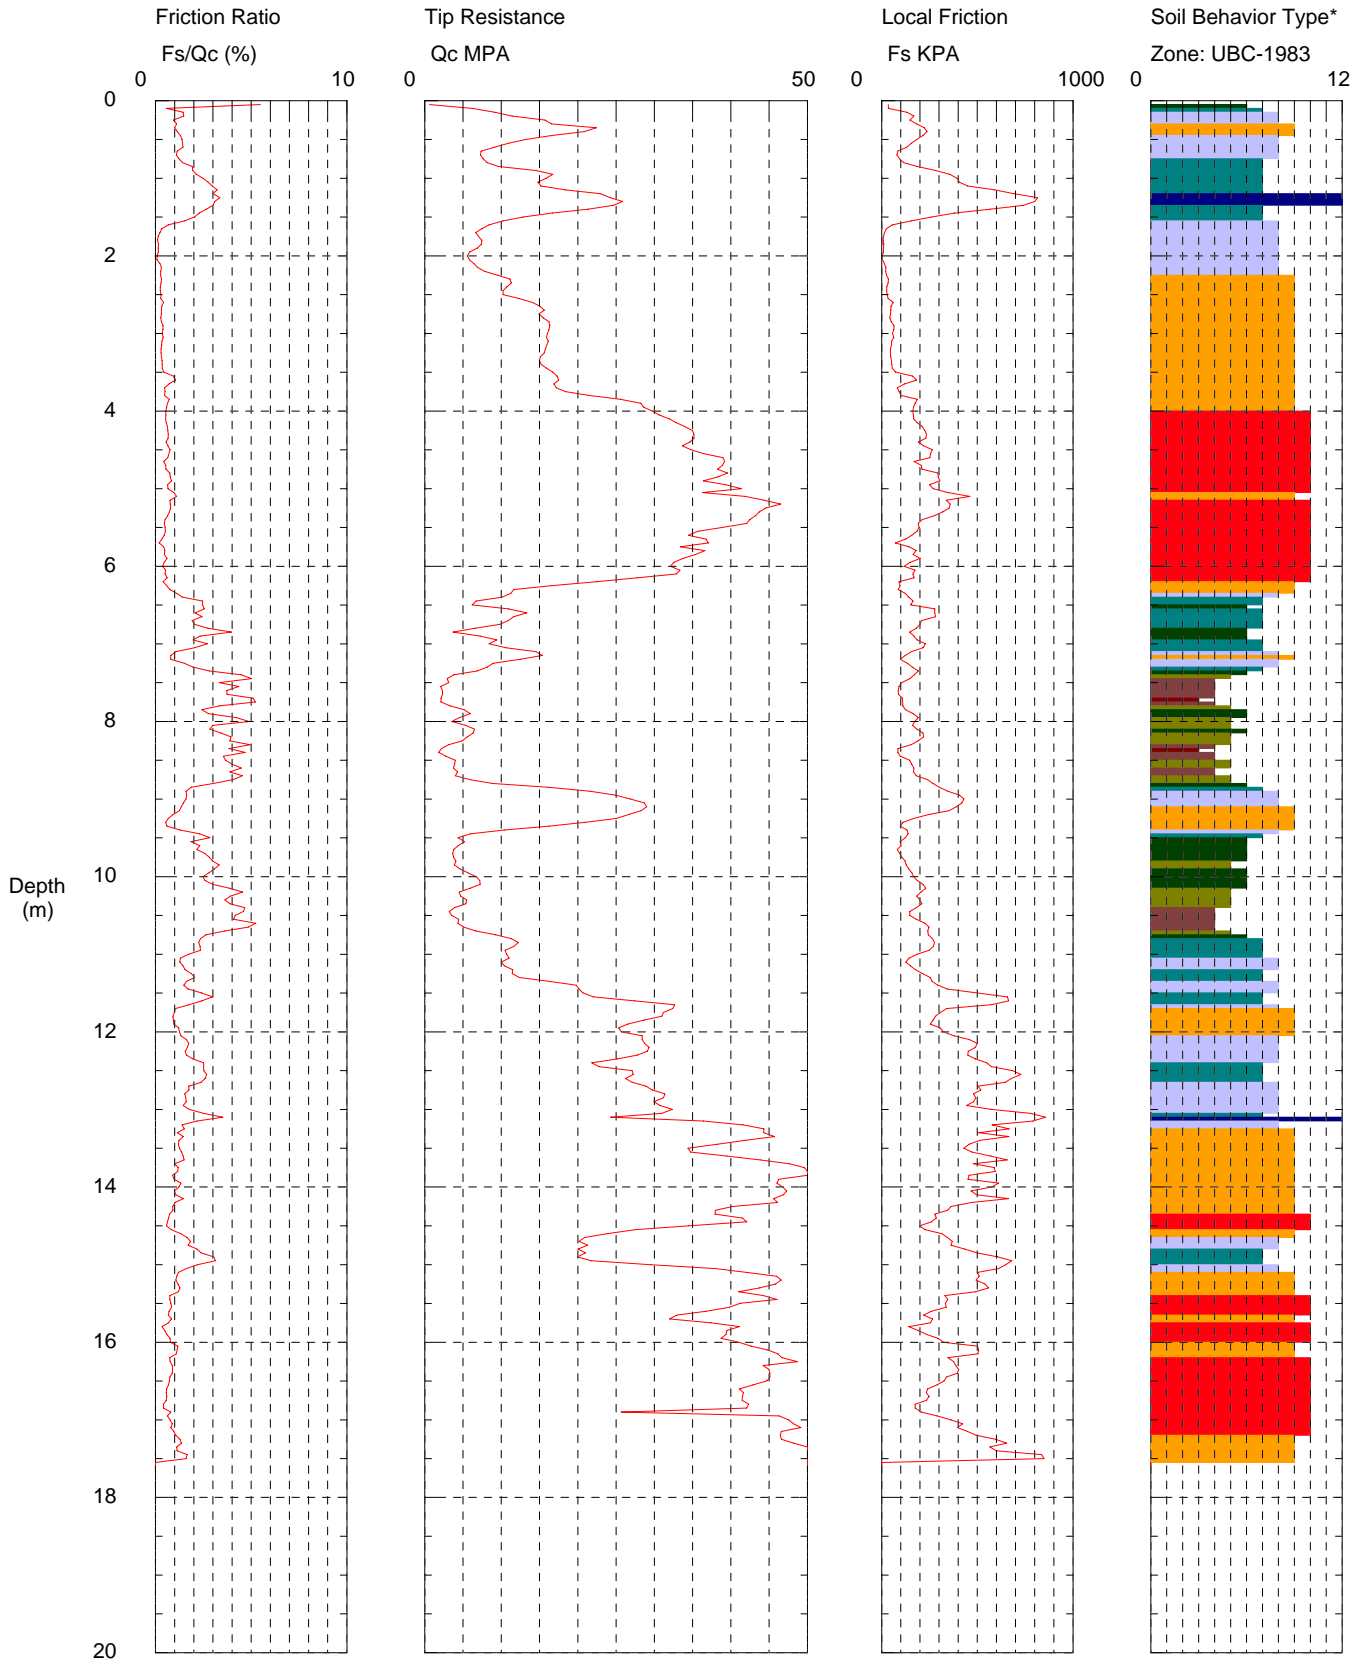 Friction Ratio
Tip Resistance
Local Friction
Soil Behavior Type*
Fs/Qc (%)
Qc MPA
Fs KPA
Zone: UBC-1983
0 10
0 50
0 1000
0 12
0
2
4
6
8
10
12
14
16
18
20
Depth
(m)